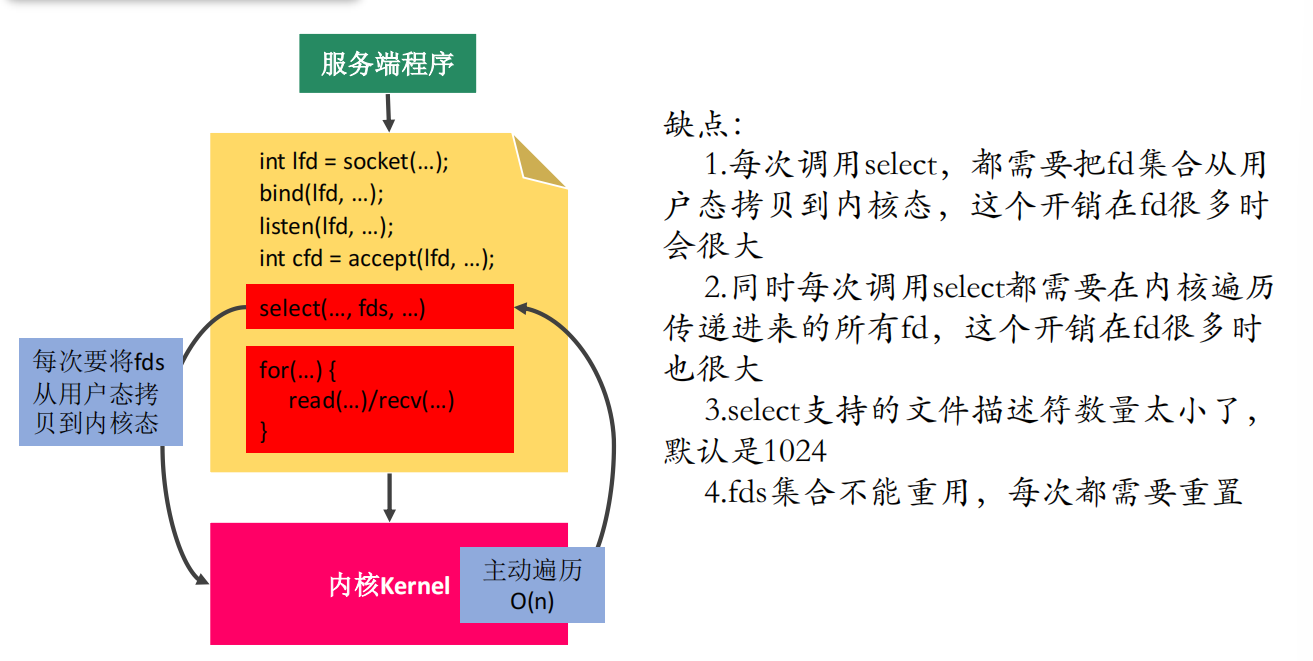 服务端程序
int lfd = socket(…);
bind(lfd, …);
listen(lfd, …);
int cfd = accept(lfd, …);
select(…, fds, …)
for(…) {
read(…)/recv(…)
}
每次要将fds
从用户态拷
贝到内核态
内核Kernel
主动遍历
O(n)
缺点：
1.每次调用select，都需要把fd集合从用
户态拷贝到内核态，这个开销在fd很多时
会很大
2.同时每次调用select都需要在内核遍历
传递进来的所有fd，这个开销在fd很多时
也很大
3.select支持的文件描述符数量太小了，
默认是1024
4.fds集合不能重用，每次都需要重置